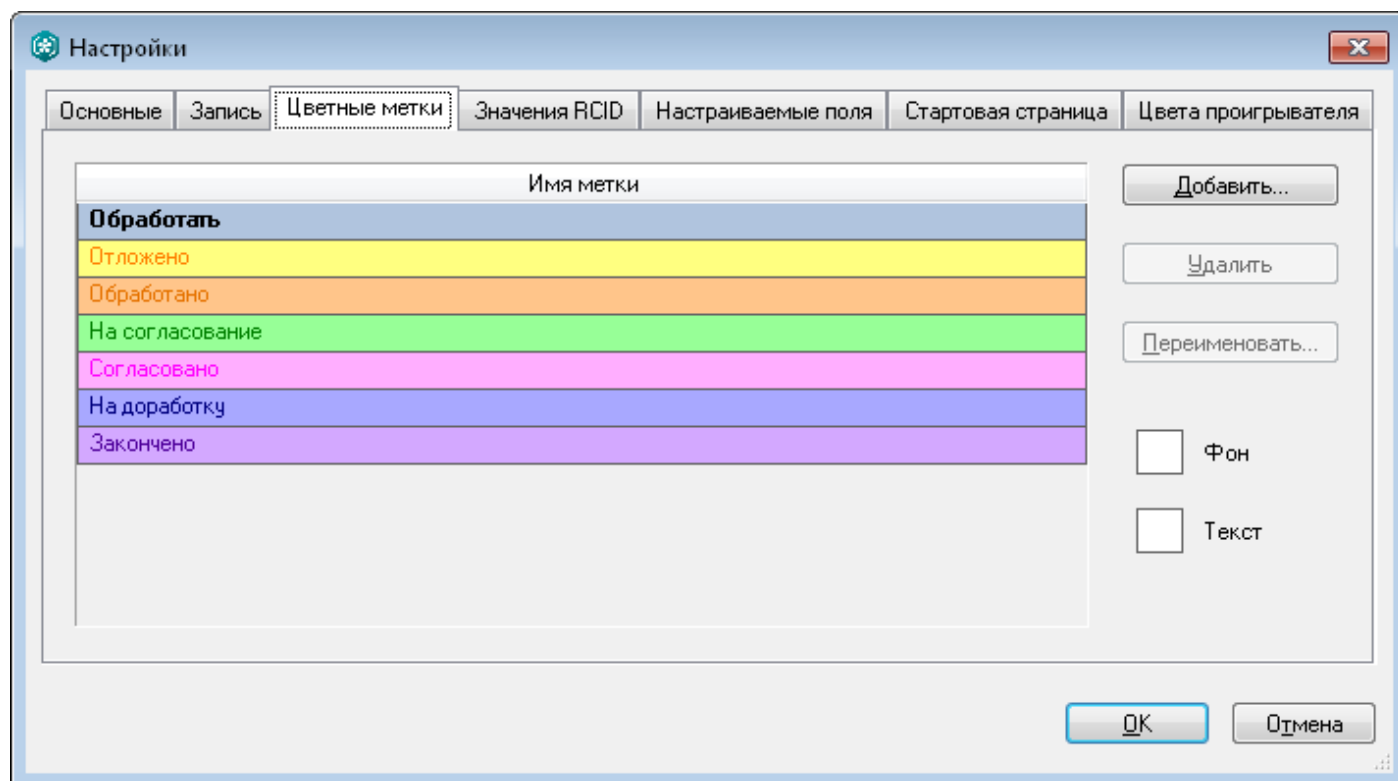 Настройки
Основные Запись Цветные метки Значения RCID Настраиваемые поля Стартовая страница Цвета проигрывателя
Имя метки
Добавить...
Обработать
Отложено
Удалить
Обработано
На согласование
Переименовать...
Согласовано
На доработку
Закончено
Фон
Текст
OK Отмена